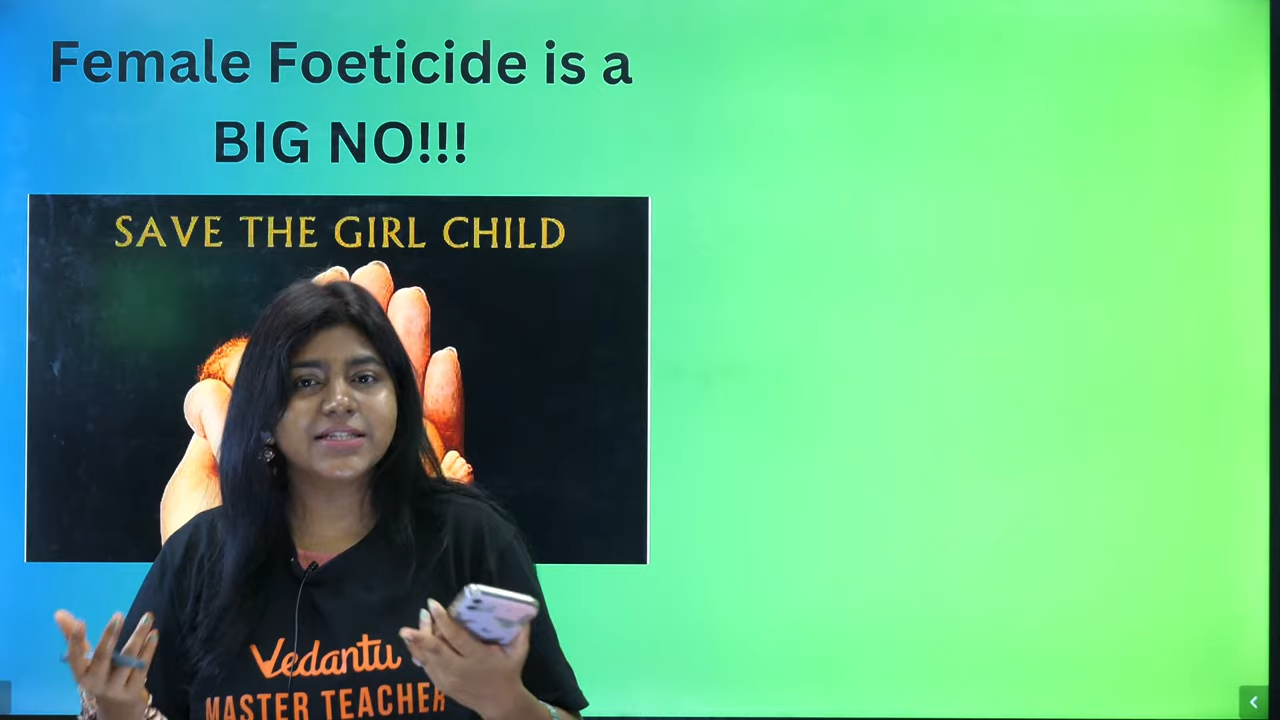 Female Foeticide is a
BIG NO!!!
SAVE THE GIRL CHILD
Vedantu
MASTER TEACHER